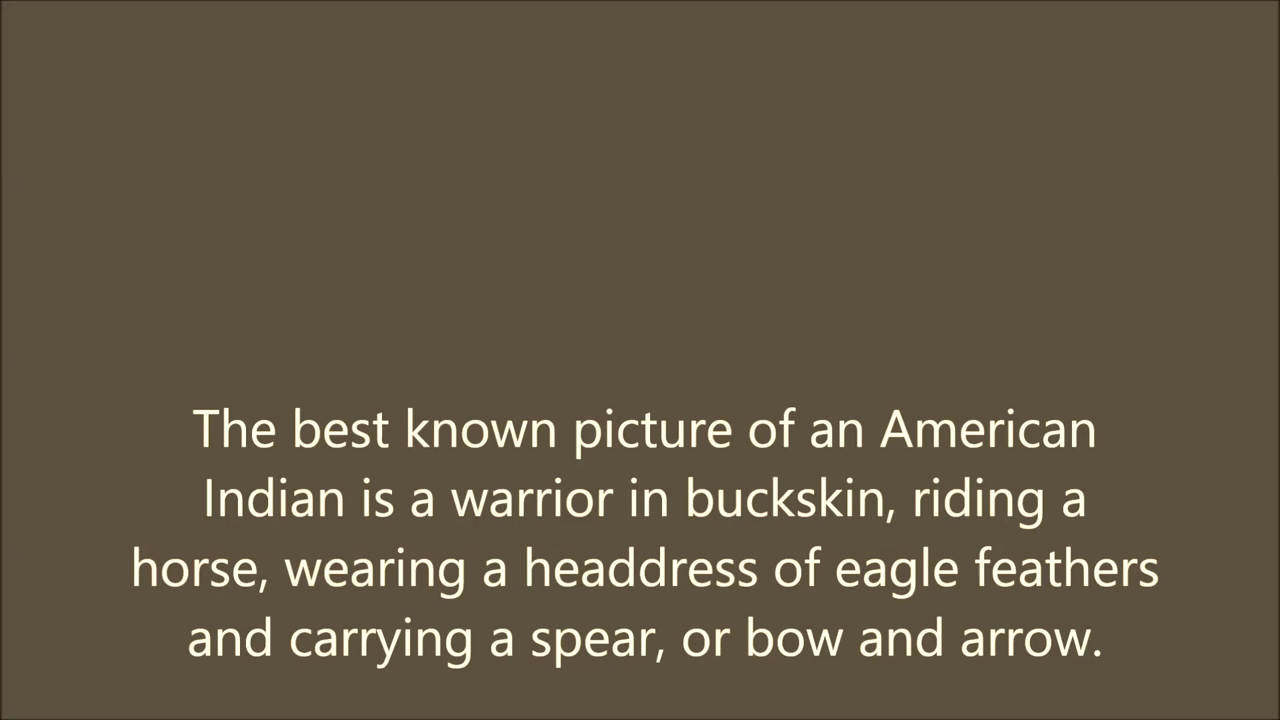 The best known picture of an American
Indian is a warrior in buckskin, riding a
horse, wearing a headdress of eagle feathers
and carrying a spear, or bow and arrow.